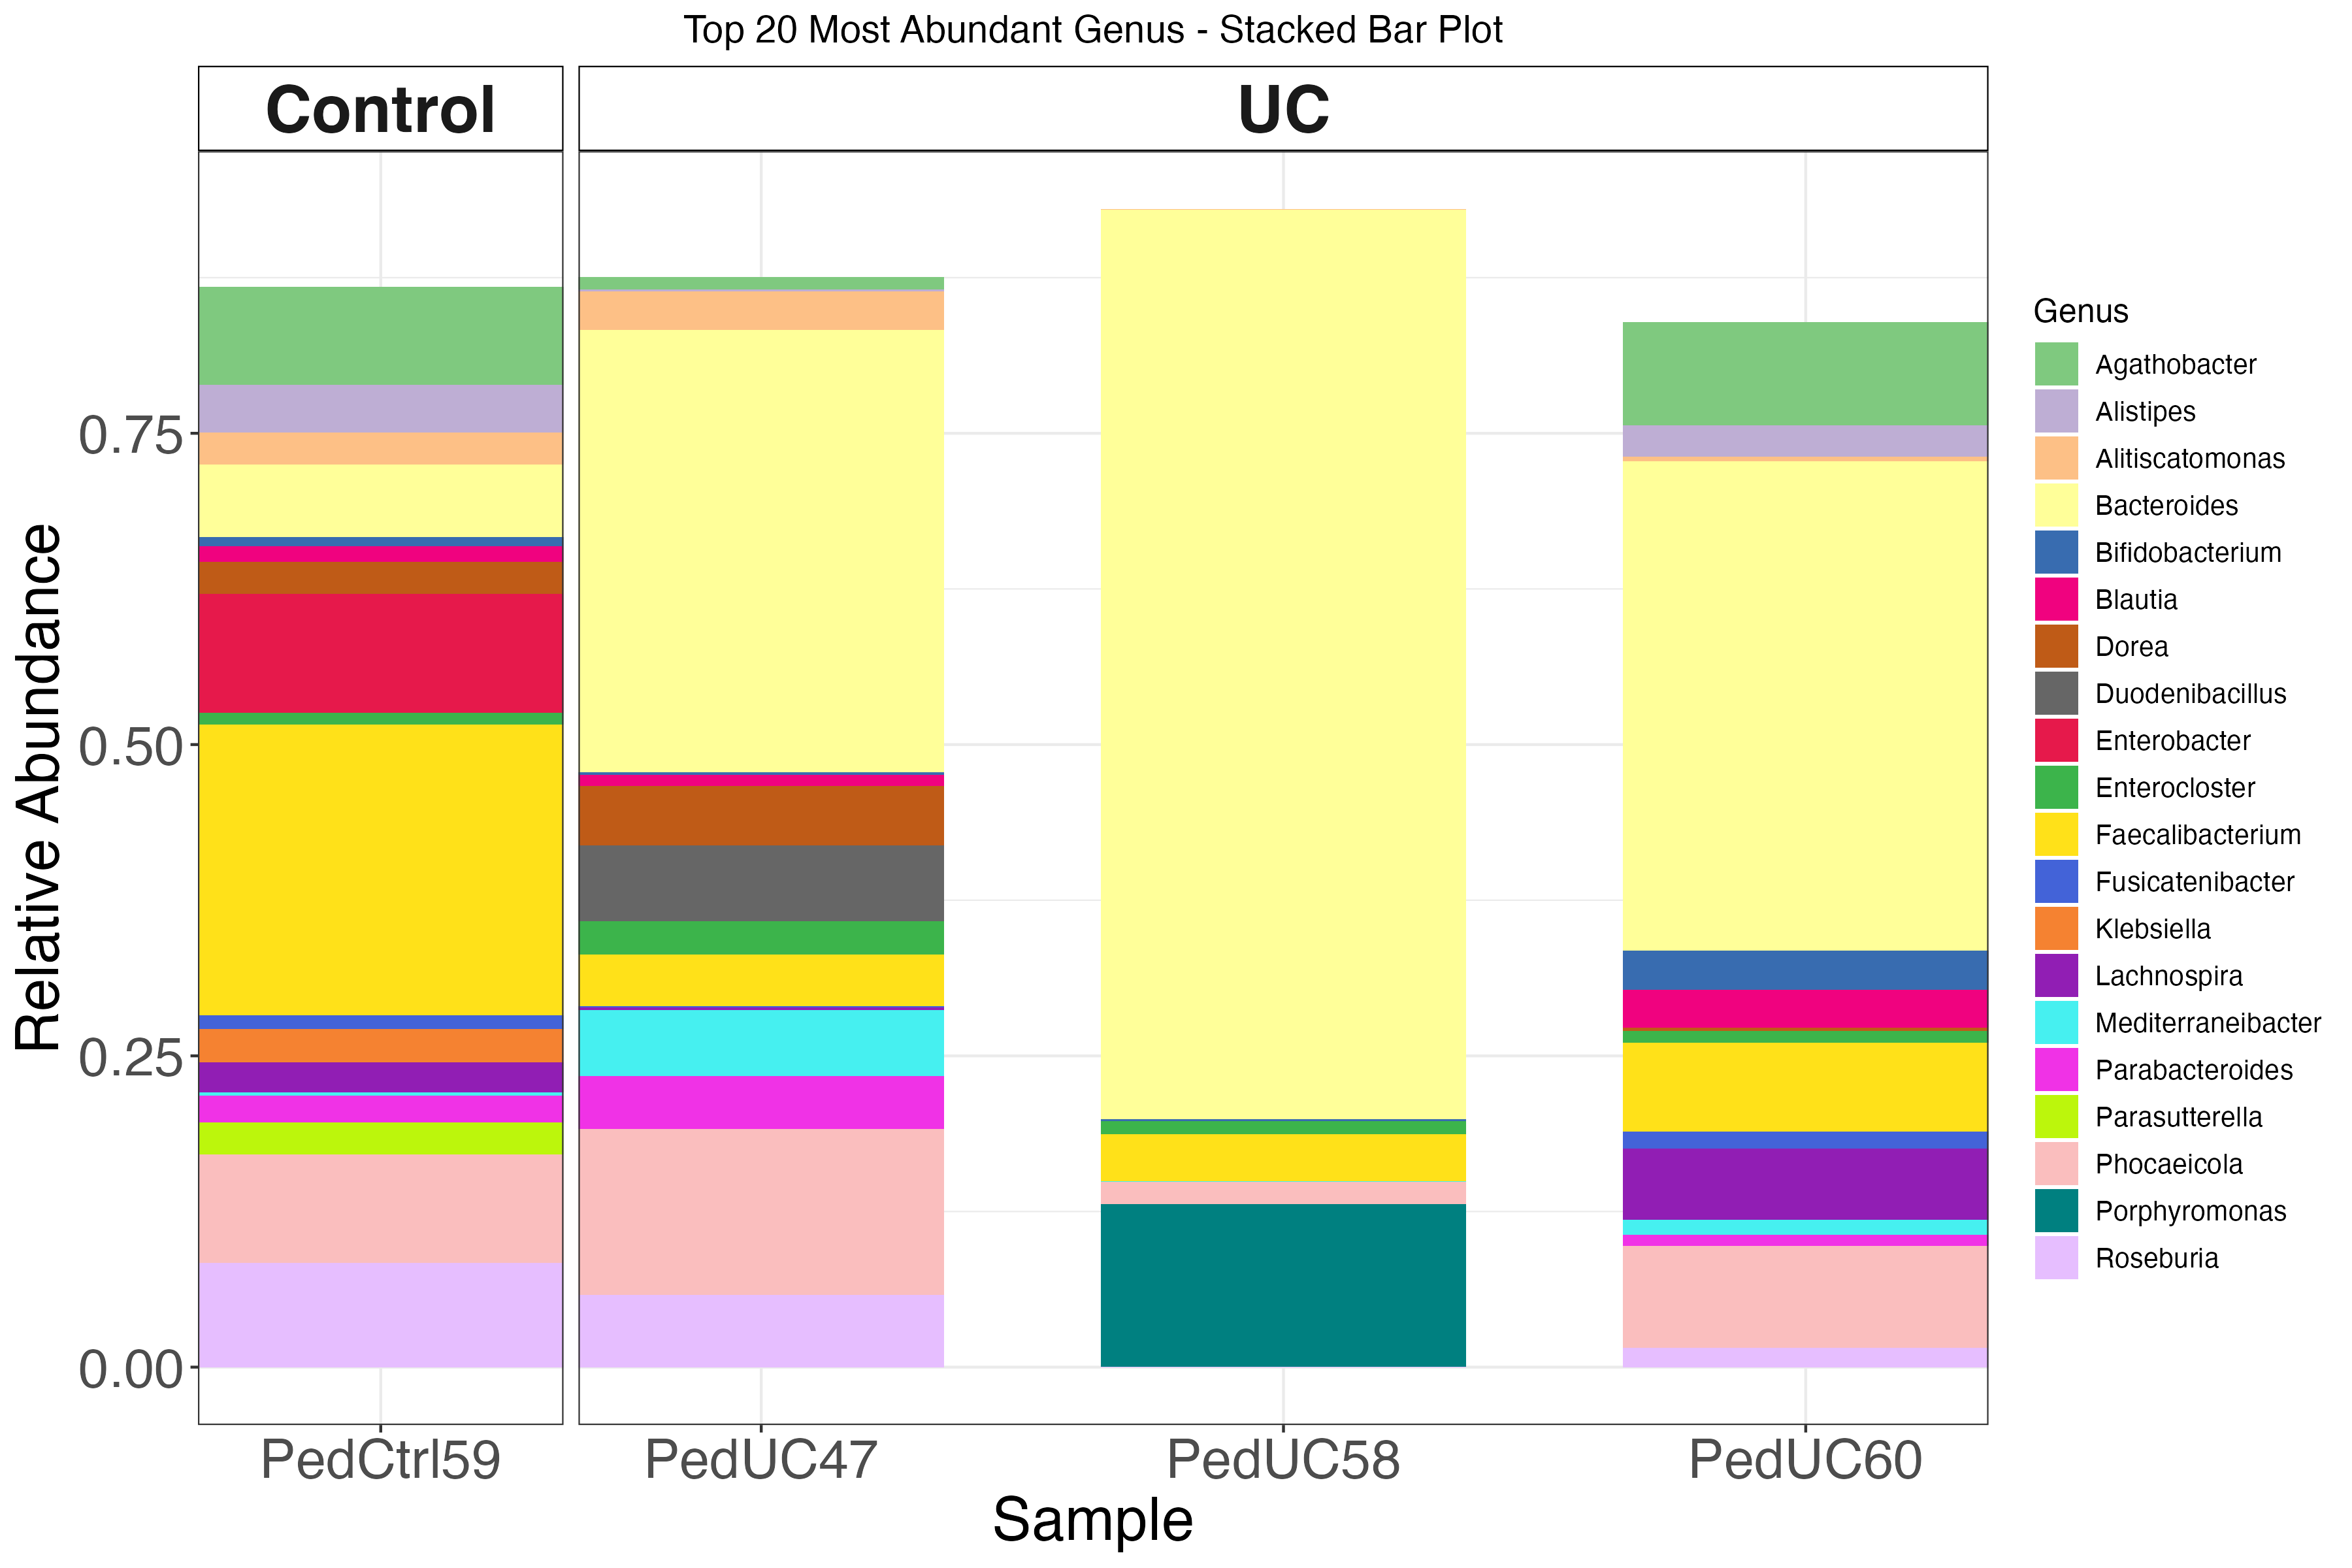 Top 20 Most Abundant Genus - Stacked Bar Plot
Control
UC
Relative Abundance
0.75
0.50
0.25
0.00
PedCtrl59
PedUC47
PedUC58
PedUC60
Sample
Genus
Agathobacter
Alistipes
Alitiscatomonas
Bacteroides
Bifidobacterium
Blautia
Dorea
Duodenibacillus
Enterobacter
Enterocloster
Faecalibacterium
Fusicatenibacter
Klebsiella
Lachnospira
Mediterraneibacter
Parabacteroides
Parasutterella
Phocaeicola
Porphyromonas
Roseburia